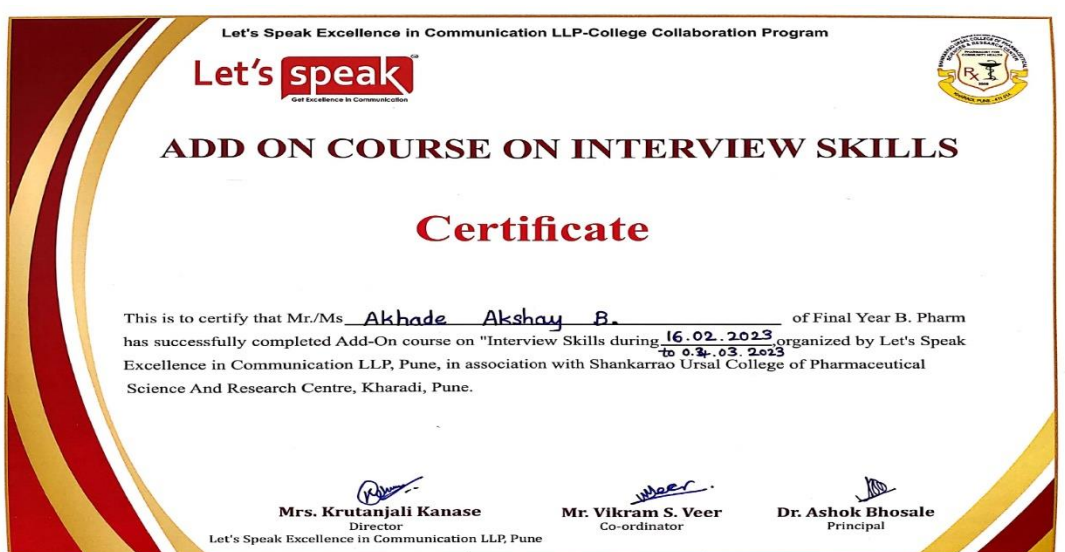 Let's Speak Excellence in Communication LLP-College Collaboration Program
Let's speak
Get Excellence in Communication
ADD ON COURSE ON INTERVIEW SKILLS
Certificate
This is to certify that Mr./Ms Akhade Akshay B. of Final Year B. Pharm
has successfully completed Add-On course on "Interview Skills during 16.02.2023 organized by Let's Speak
to 03.2023
Excellence in Communication LLP, Pune, in association with Shankarrao Ursal College of Pharmaceutical
Science And Research Centre, Kharadi, Pune.
Mrs. Krutanjali Kanase
Director
Let's Speak Excellence in Communication LLP, Pune
Mr. Vikram S. Veer
Co-ordinator
Dr. Ashok Bhosale
Principal